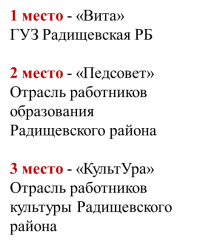 1 место - «Вита»
ГУЗ Радищевская РБ
2 место - «Педсовет»
Отрасль работников
образования
Радищевского района
3 место - «КультУра»
Отрасль работников
культуры Радищевского
района